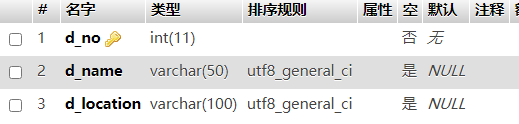 # 名字 类型 排序规则 属性 空 默认 注释
1 d_no int(11) 否 无
2 d_name varchar(50) utf8_general_ci 是 NULL
3 d_location varchar(100) utf8_general_ci 是 NULL